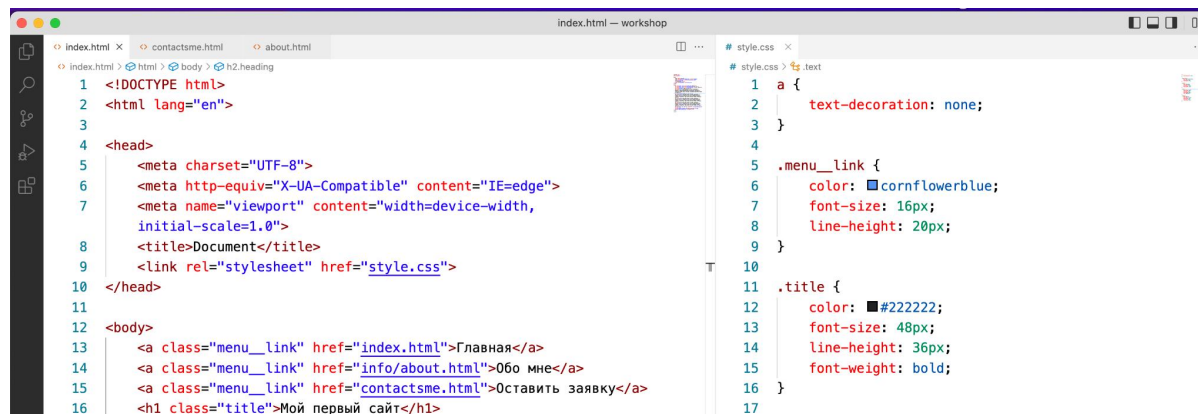 index.html — workshop
index.html
contactsme.html
about.html
index.html > html > body > h2.heading
1 <!DOCTYPE html>
2 <html lang="en">
3
4 <head>
5 <meta charset="UTF-8">
6 <meta http-equiv="X-UA-Compatible" content="IE=edge">
7 <meta name="viewport" content="width=device-width,
initial-scale=1.0">
8 <title>Document</title>
9 <link rel="stylesheet" href="style.css">
10 </head>
11
12 <body>
13 <a class="menu__link" href="index.html">Главная</a>
14 <a class="menu__link" href="info/about.html">Обо мне</a>
15 <a class="menu__link" href="contactsme.html">Оставить заявку</a>
16 <h1 class="title">Мой первый сайт</h1>
# style.css
# style.css > .text
1 a {
2 text-decoration: none;
3 }
4
5 .menu__link {
6 color: cornflowerblue;
7 font-size: 16px;
8 line-height: 20px;
9 }
10
11 .title {
12 color: #222222;
13 font-size: 48px;
14 line-height: 36px;
15 font-weight: bold;
16 }
17